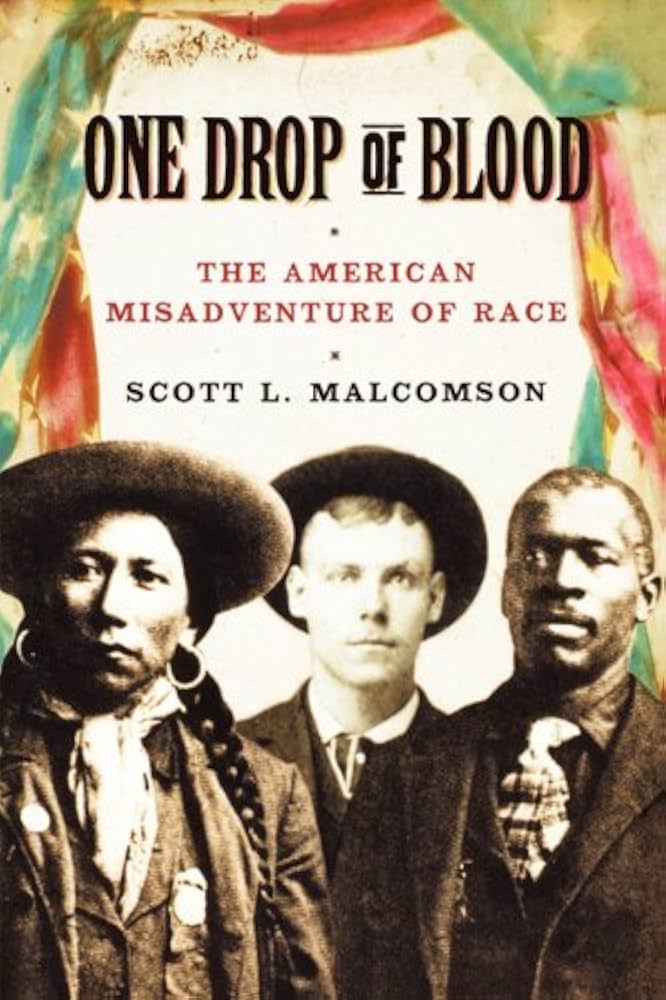 ONE DROP OF BLOOD
THE AMERICAN
MISADVENTURE OF RACE
SCOTT L. MALCOMSON